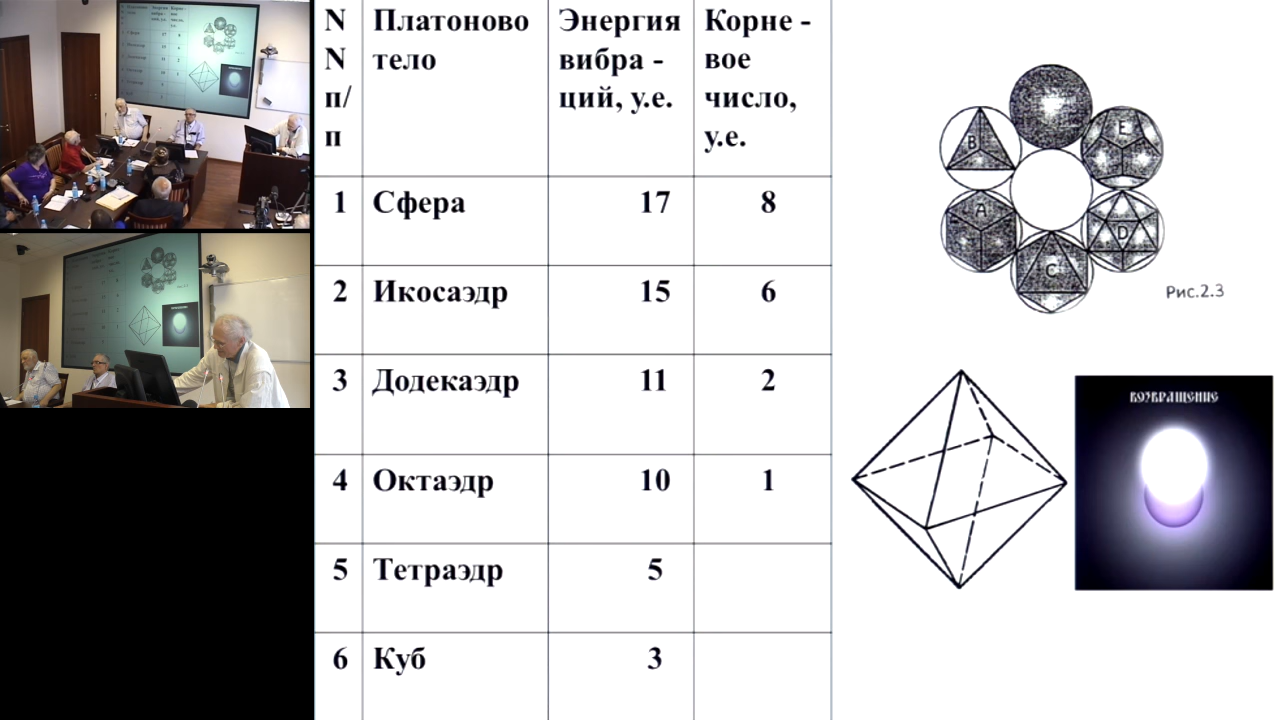 N
N
п/
п
Платоново
тело
Энергия
вибра -
ций, у.е.
Корне -
вое
число,
у.е.
1 Сфера 17 8
2 Икосаэдр 15 6
3 Додекаэдр 11 2
4 Октаэдр 10 1
5 Тетраэдр 5
6 Куб 3
B
E
A
D
C
Рис.2.3
ВОЗВРАЩЕНИЕ